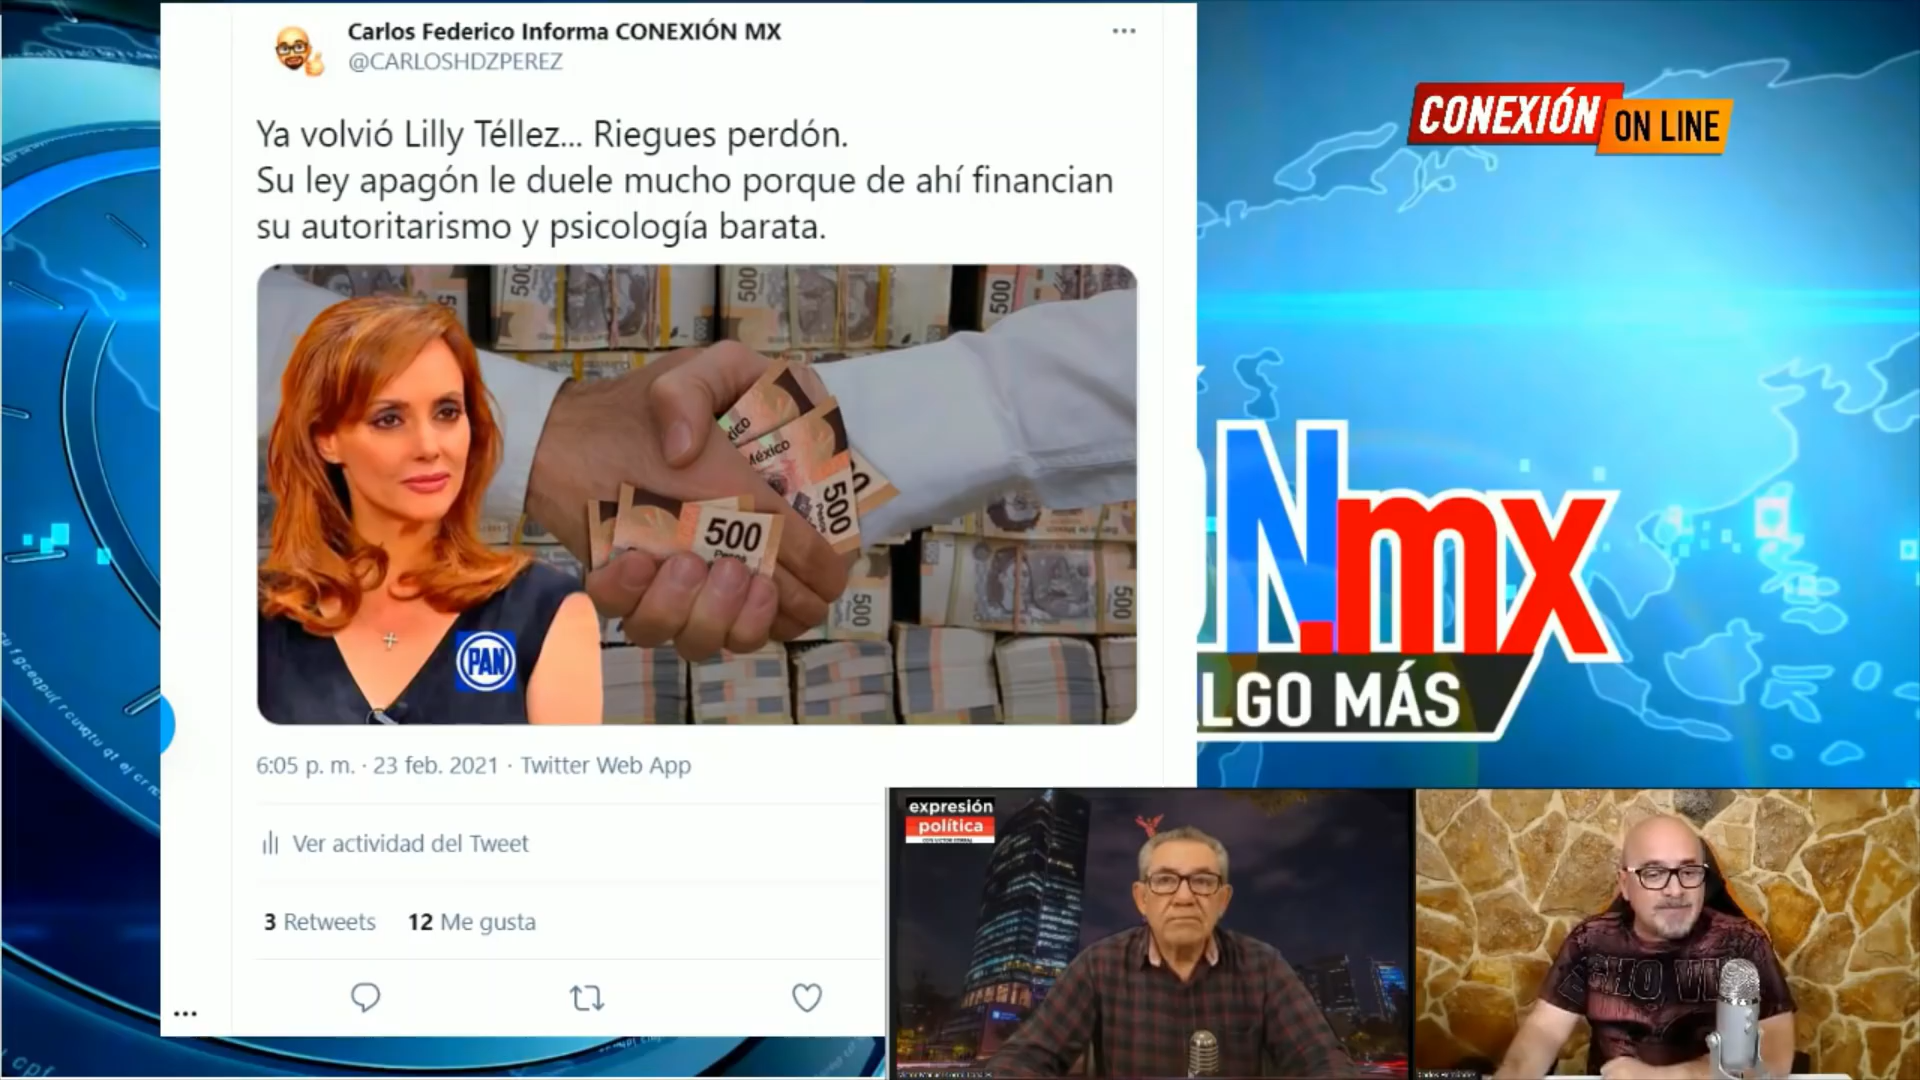 Carlos Federico Informa CONEXIÓN MX
@CARLOSHDZPEREZ
Ya volvió Lilly Téllez... Riegues perdón.
Su ley apagón le duele mucho porque de ahí financian
su autoritarismo y psicología barata.
500
500
500
México
500
500
Pesos
500
500
PAN
6:05 p. m. · 23 feb. 2021 · Twitter Web App
Ver actividad del Tweet
3 Retweets 12 Me gusta
CONEXIÓN
ON LINE
N.mx
LGO MÁS
expresión
política